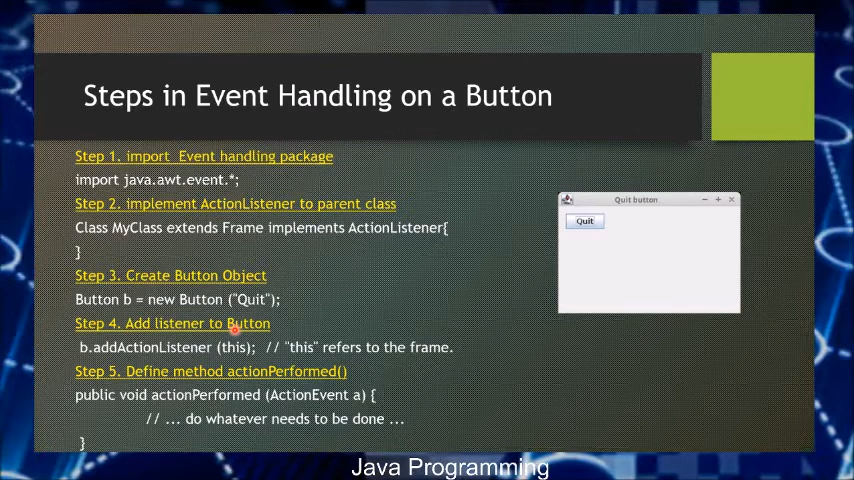 Steps in Event Handling on a Button
Step 1. import  Event handling package
import java.awt.event.*;
Step 2. implement ActionListener to parent class
Class MyClass extends Frame implements ActionListener{
}
Step 3. Create Button Object
Button b = new Button ("Quit");
Step 4. Add listener to Button
b.addActionListener (this);  // "this" refers to the frame.
Step 5. Define method actionPerformed()
public void actionPerformed (ActionEvent a) {
// ... do whatever needs to be done ...
}
Quit button
Quit
Java Programming